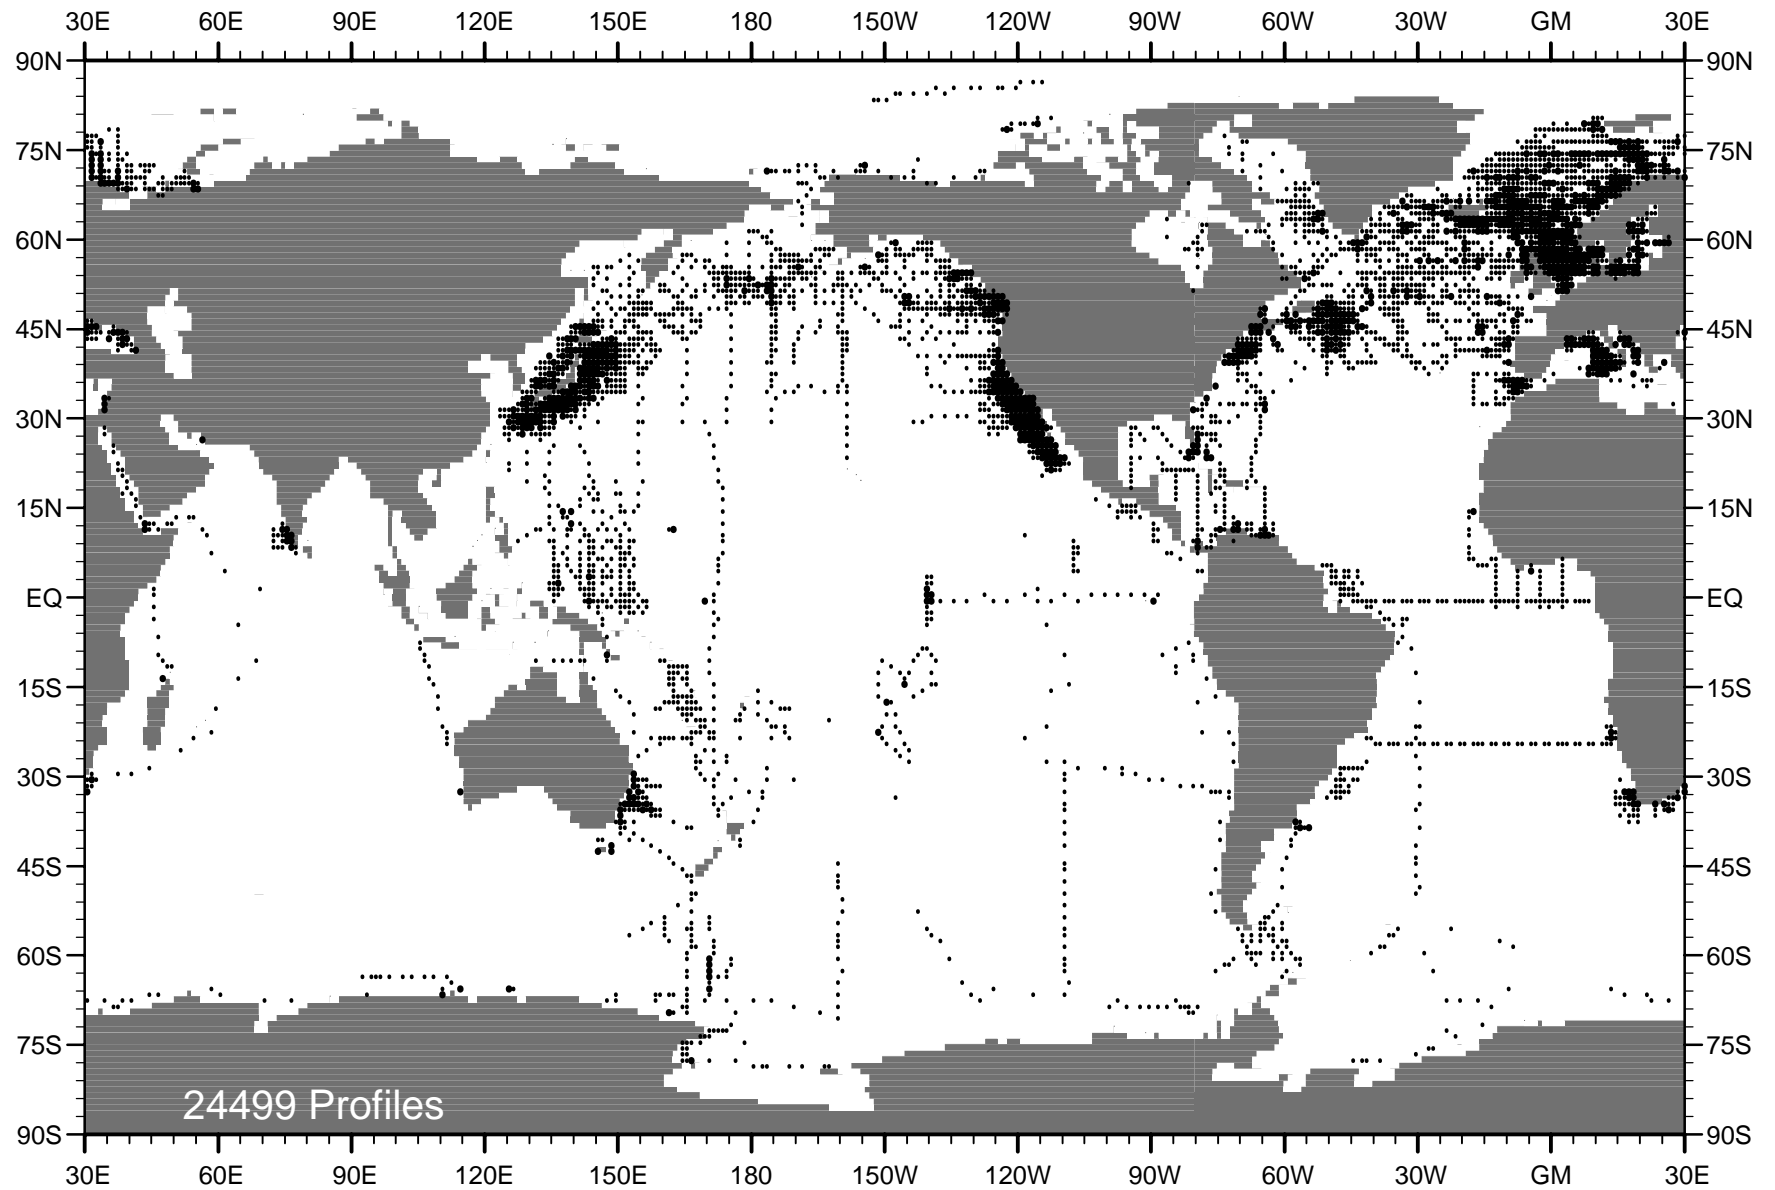 30E 60E 90E 120E 150E 180 150W 120W 90W 60W 30W GM 30E
90N 90N
75N 75N
60N 60N
45N 45N
30N 30N
15N 15N
EQ EQ
15S 15S
30S 30S
45S 45S
60S 60S
75S 75S
24499 Profiles
90S 90S
30E 60E 90E 120E 150E 180 150W 120W 90W 60W 30W GM 30E